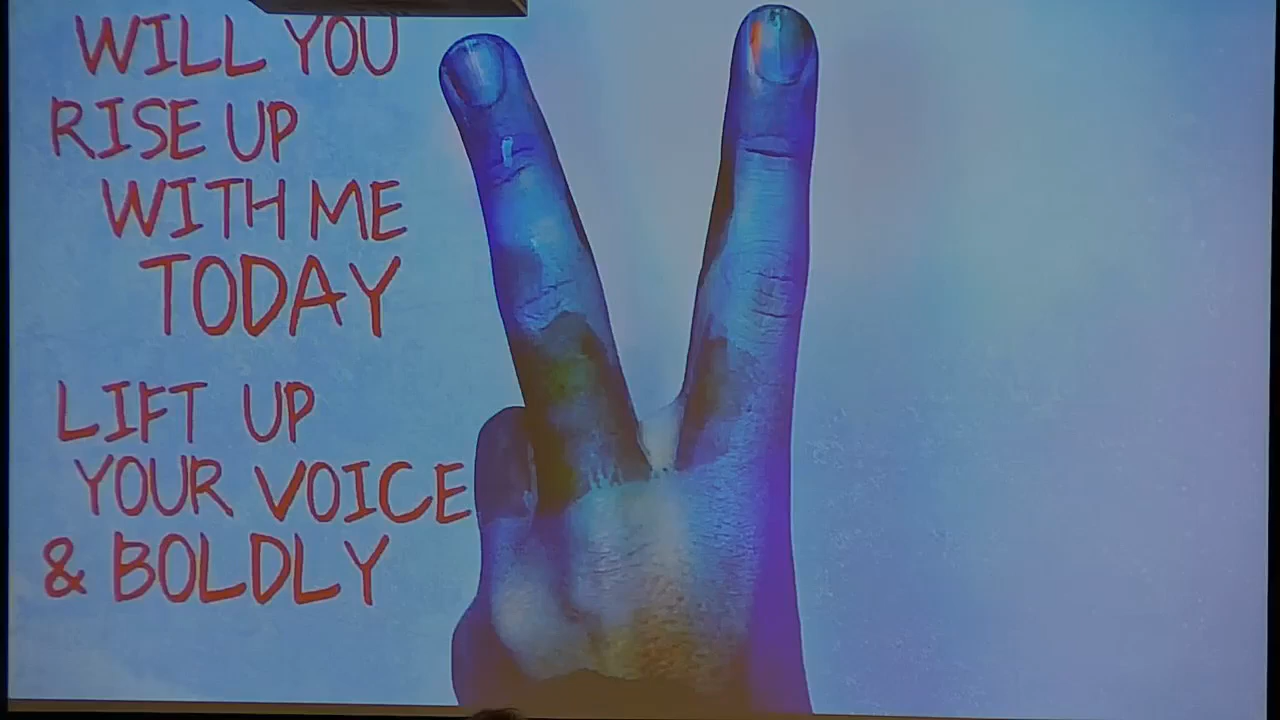 WILL YOU
RISE UP
WITH ME
TODAY
LIFT UP
YOUR VOICE
& BOLDLY